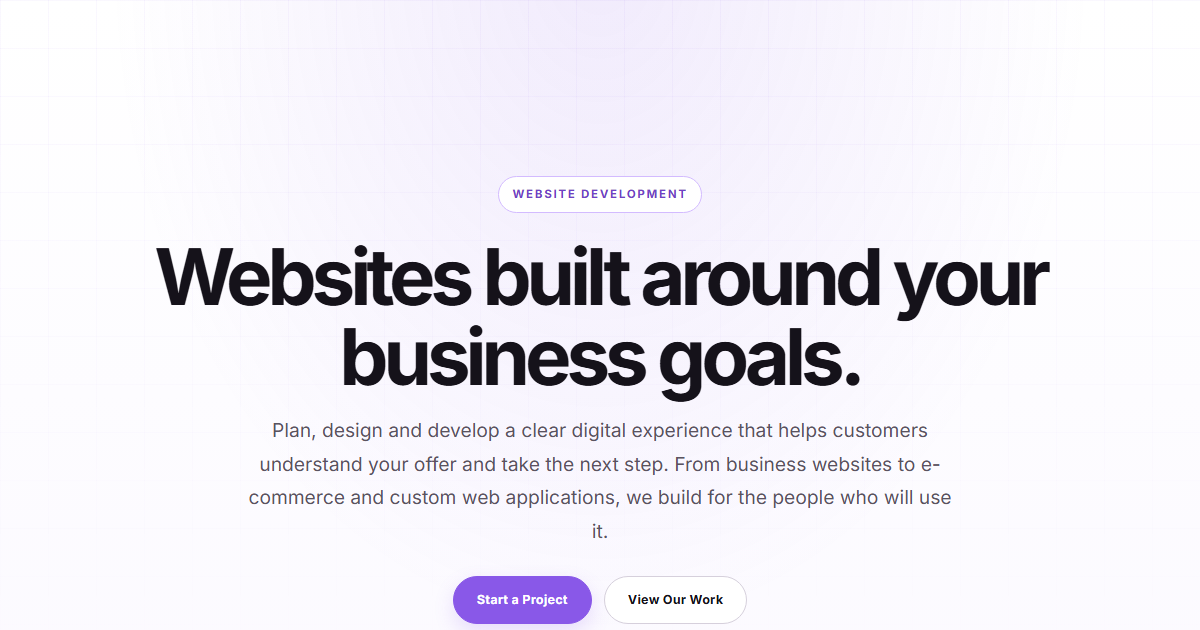 WEBSITE DEVELOPMENT
Websites built around your
business goals.
Plan, design and develop a clear digital experience that helps customers
understand your offer and take the next step. From business websites to e-
commerce and custom web applications, we build for the people who will use
it.
Start a Project
View Our Work